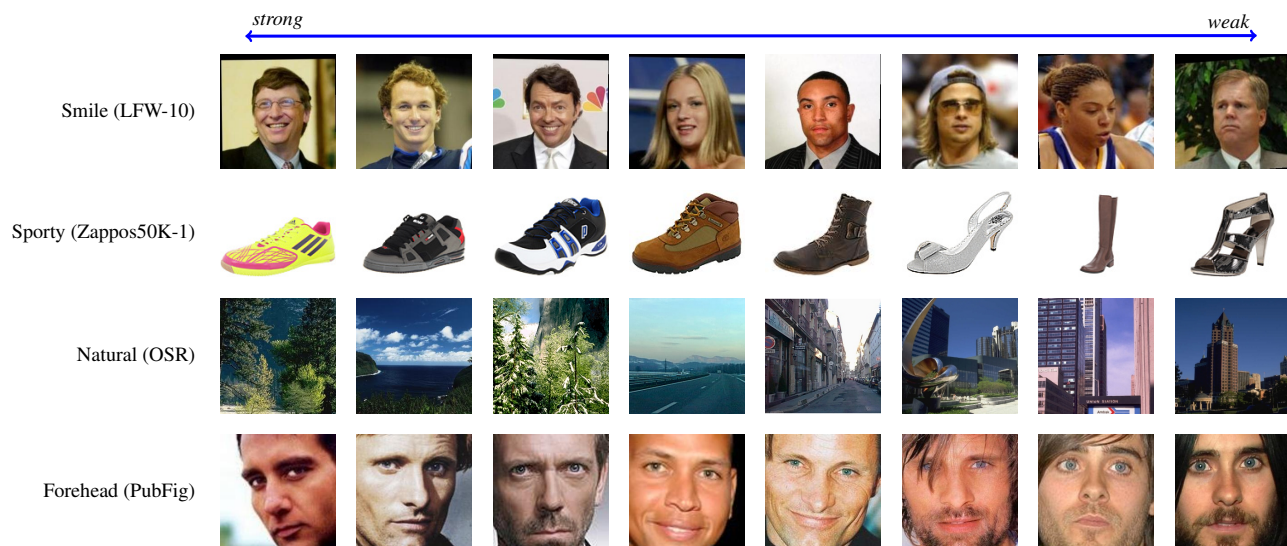 strong
weak
Smile (LFW-10)
Sporty (Zappos50K-1)
Natural (OSR)
Forehead (PubFig)